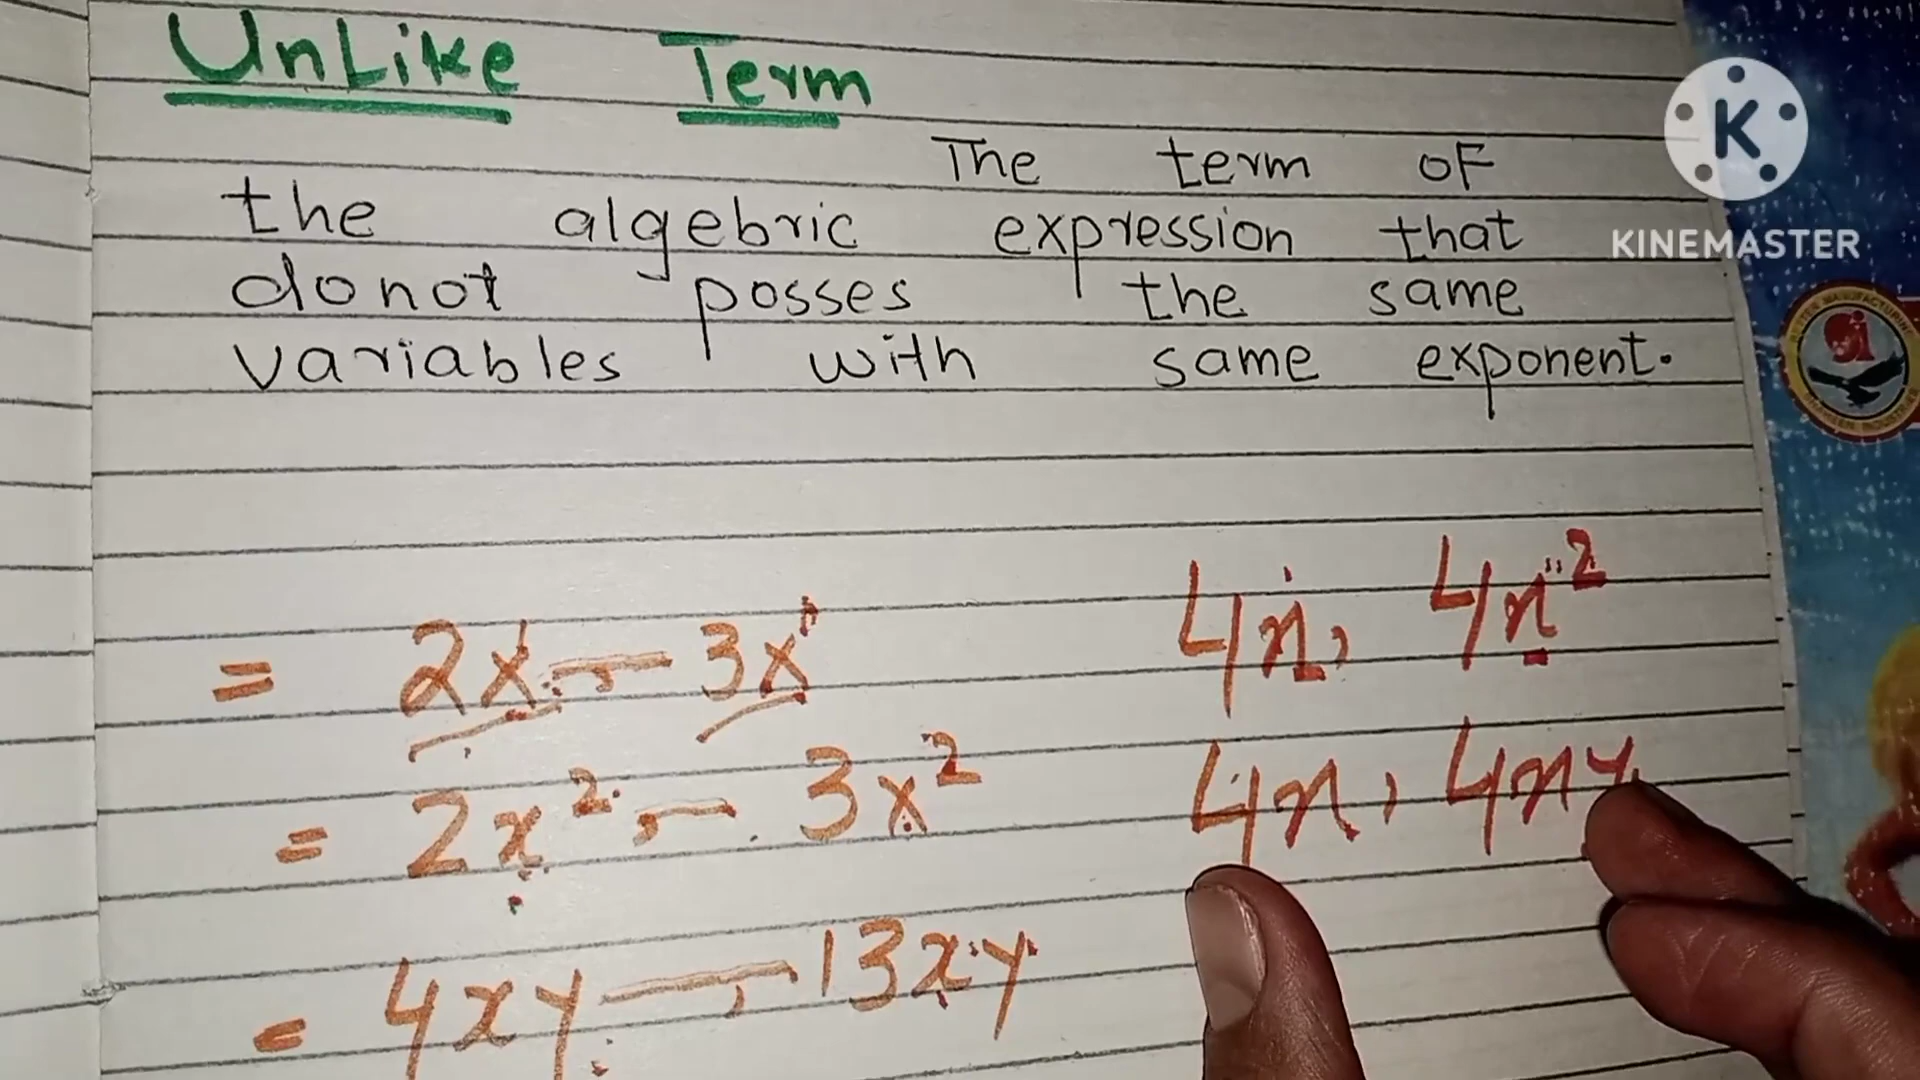 UnLike Term
The term of
the algebric expression that
donot posses the same
variables with same exponent.
K
KINEMASTER
= 2x - 3x
4x, 4x²
= 2x² - 3x²
4x, 4xy
= 4xy - 13xy